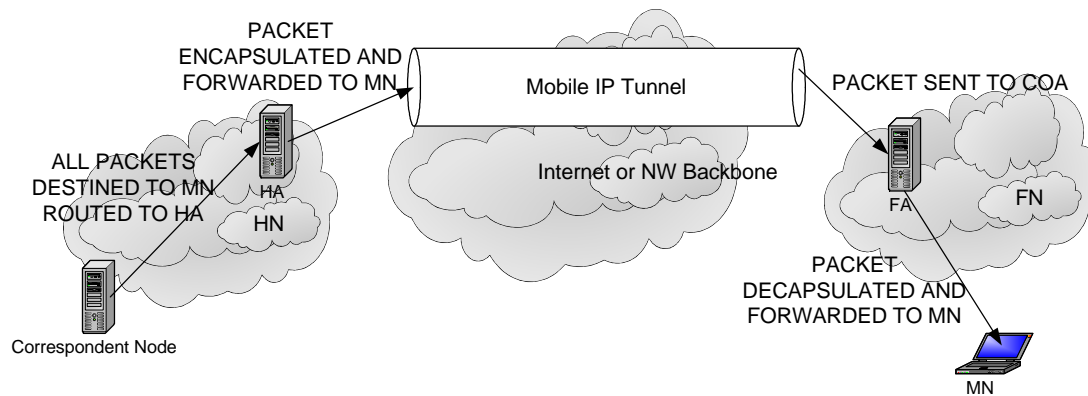 PACKET
ENCAPSULATED AND
FORWARDED TO MN
Mobile IP Tunnel
PACKET SENT TO COA
ALL PACKETS
DESTINED TO MN
ROUTED TO HA
HA
HN
Internet or NW Backbone
FA
FN
PACKET
DECAPSULATED AND
FORWARDED TO MN
Correspondent Node
MN